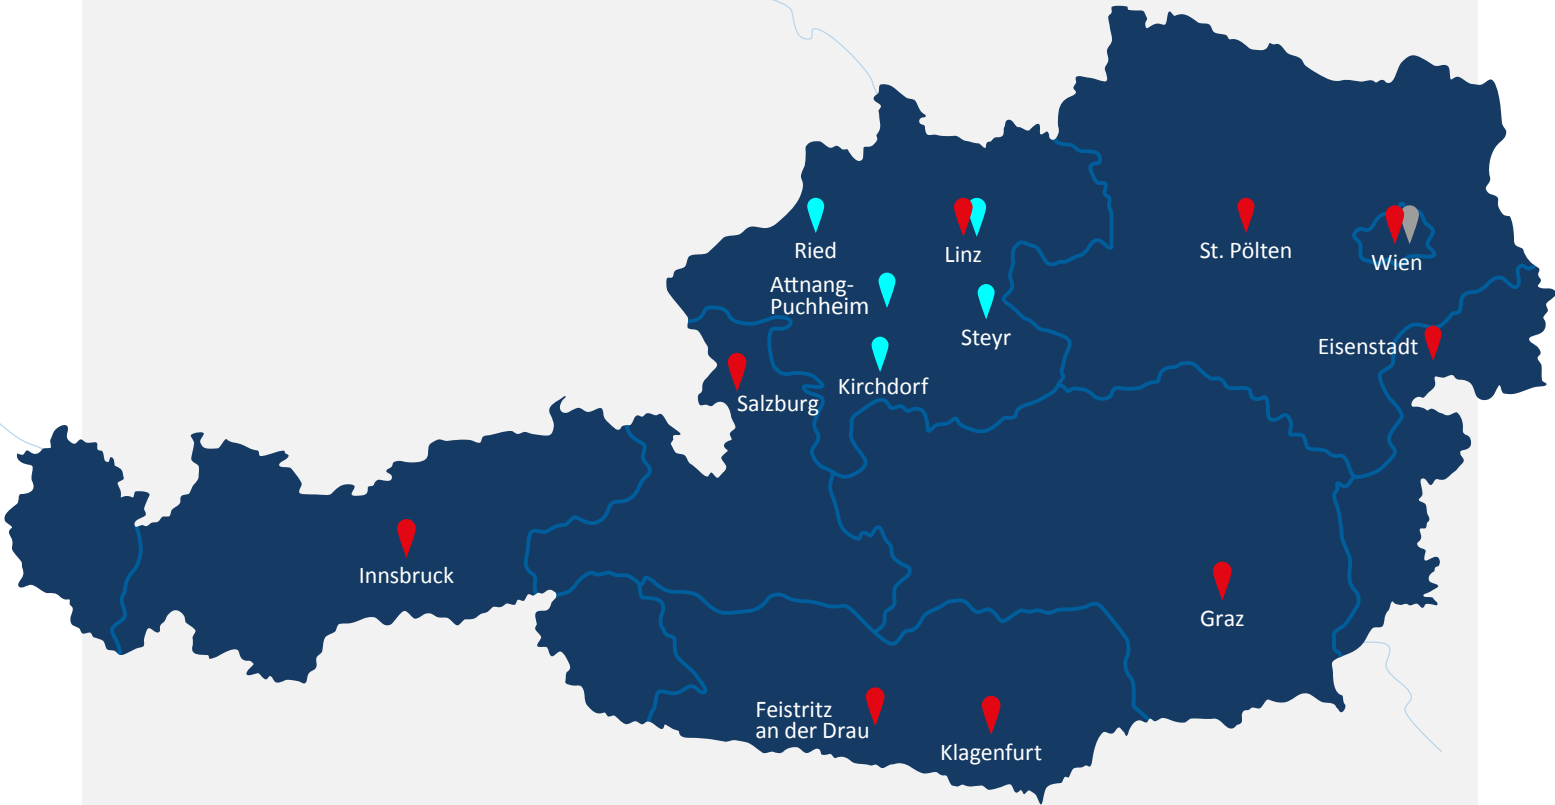 Ried
Linz
St. Pölten
Wien
Attnang-
Puchheim
Steyr
Eisenstadt
Kirchdorf
Salzburg
Innsbruck
Graz
Feistritz
an der Drau
Klagenfurt